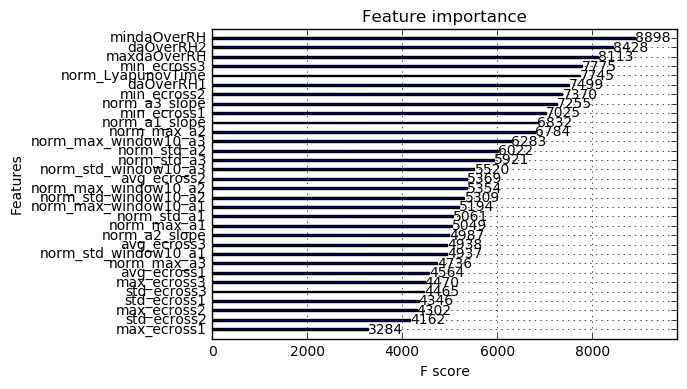 Feature importance
mindaOverRH 8898
daOverRH2 8428
maxdaOverRH 8113
min_ecross3 7775
norm_LyapunovTime 7745
daOverRH1 7499
min_ecross2 7370
norm_a3_slope 7255
min_ecross1 7025
norm_a1_slope 6832
norm_max_a2 6784
norm_max_window10_a3 6283
norm_std_a2 6022
norm_std_a3 5921
norm_std_window10_a3 5520
avg_ecross2 5369
norm_max_window10_a2 5354
norm_std_window10_a2 5309
norm_max_window10_a1 5194
norm_std_a1 5061
norm_max_a1 5049
norm_a2_slope 4987
avg_ecross3 4938
norm_std_window10_a1 4937
norm_max_a3 4736
avg_ecross1 4564
max_ecross3 4470
std_ecross3 4465
std_ecross1 4346
max_ecross2 4302
std_ecross2 4162
max_ecross1 3284
Features
0 2000 4000 6000 8000
F score